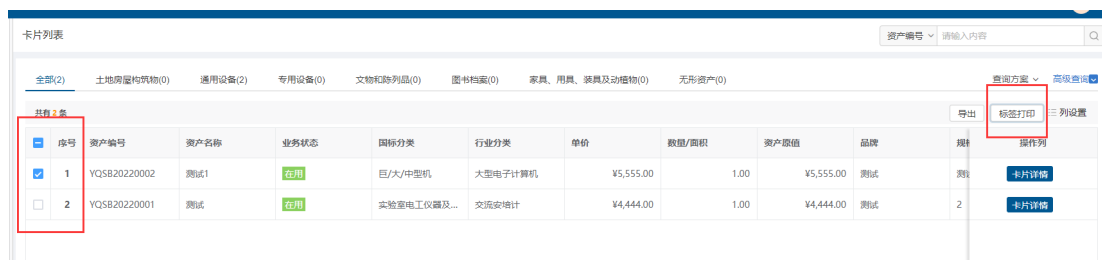 卡片列表
资产编号 请输入内容
全部(2) 土地房屋构筑物(0) 通用设备(2) 专用设备(0) 文物和陈列品(0) 图书档案(0) 家具、用具、装具及动植物(0) 无形资产(0) 查询方案 高级查询
共有 2 条 导出 标签打印 列设置
序号 资产编号 资产名称 业务状态 国标分类 行业分类 单价 数量/面积 资产原值 品牌 操作列
1 YQSB20220002 测试1 在用 巨/大/中型机 大型电子计算机 ¥5,555.00 1.00 ¥5,555.00 测试 卡片详情
2 YQSB20220001 测试 在用 实验室电工仪器及... 交流安培计 ¥4,444.00 1.00 ¥4,444.00 测试 2 卡片详情